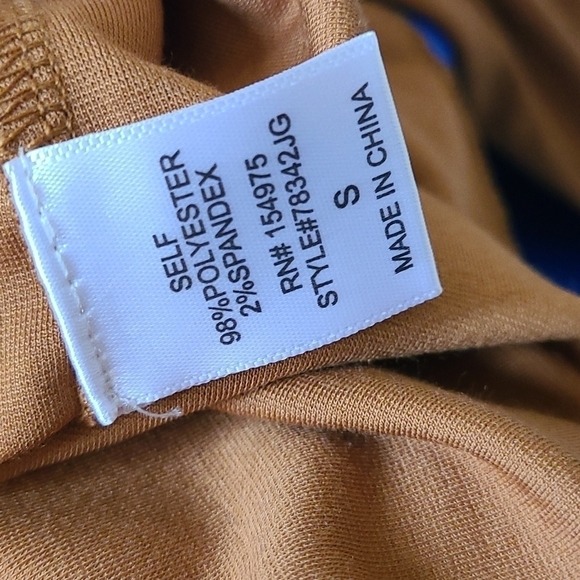 SELF
98%POLYESTER
2%SPANDEX
RN# 154975
STYLE#78342JG
S
MADE IN CHINA